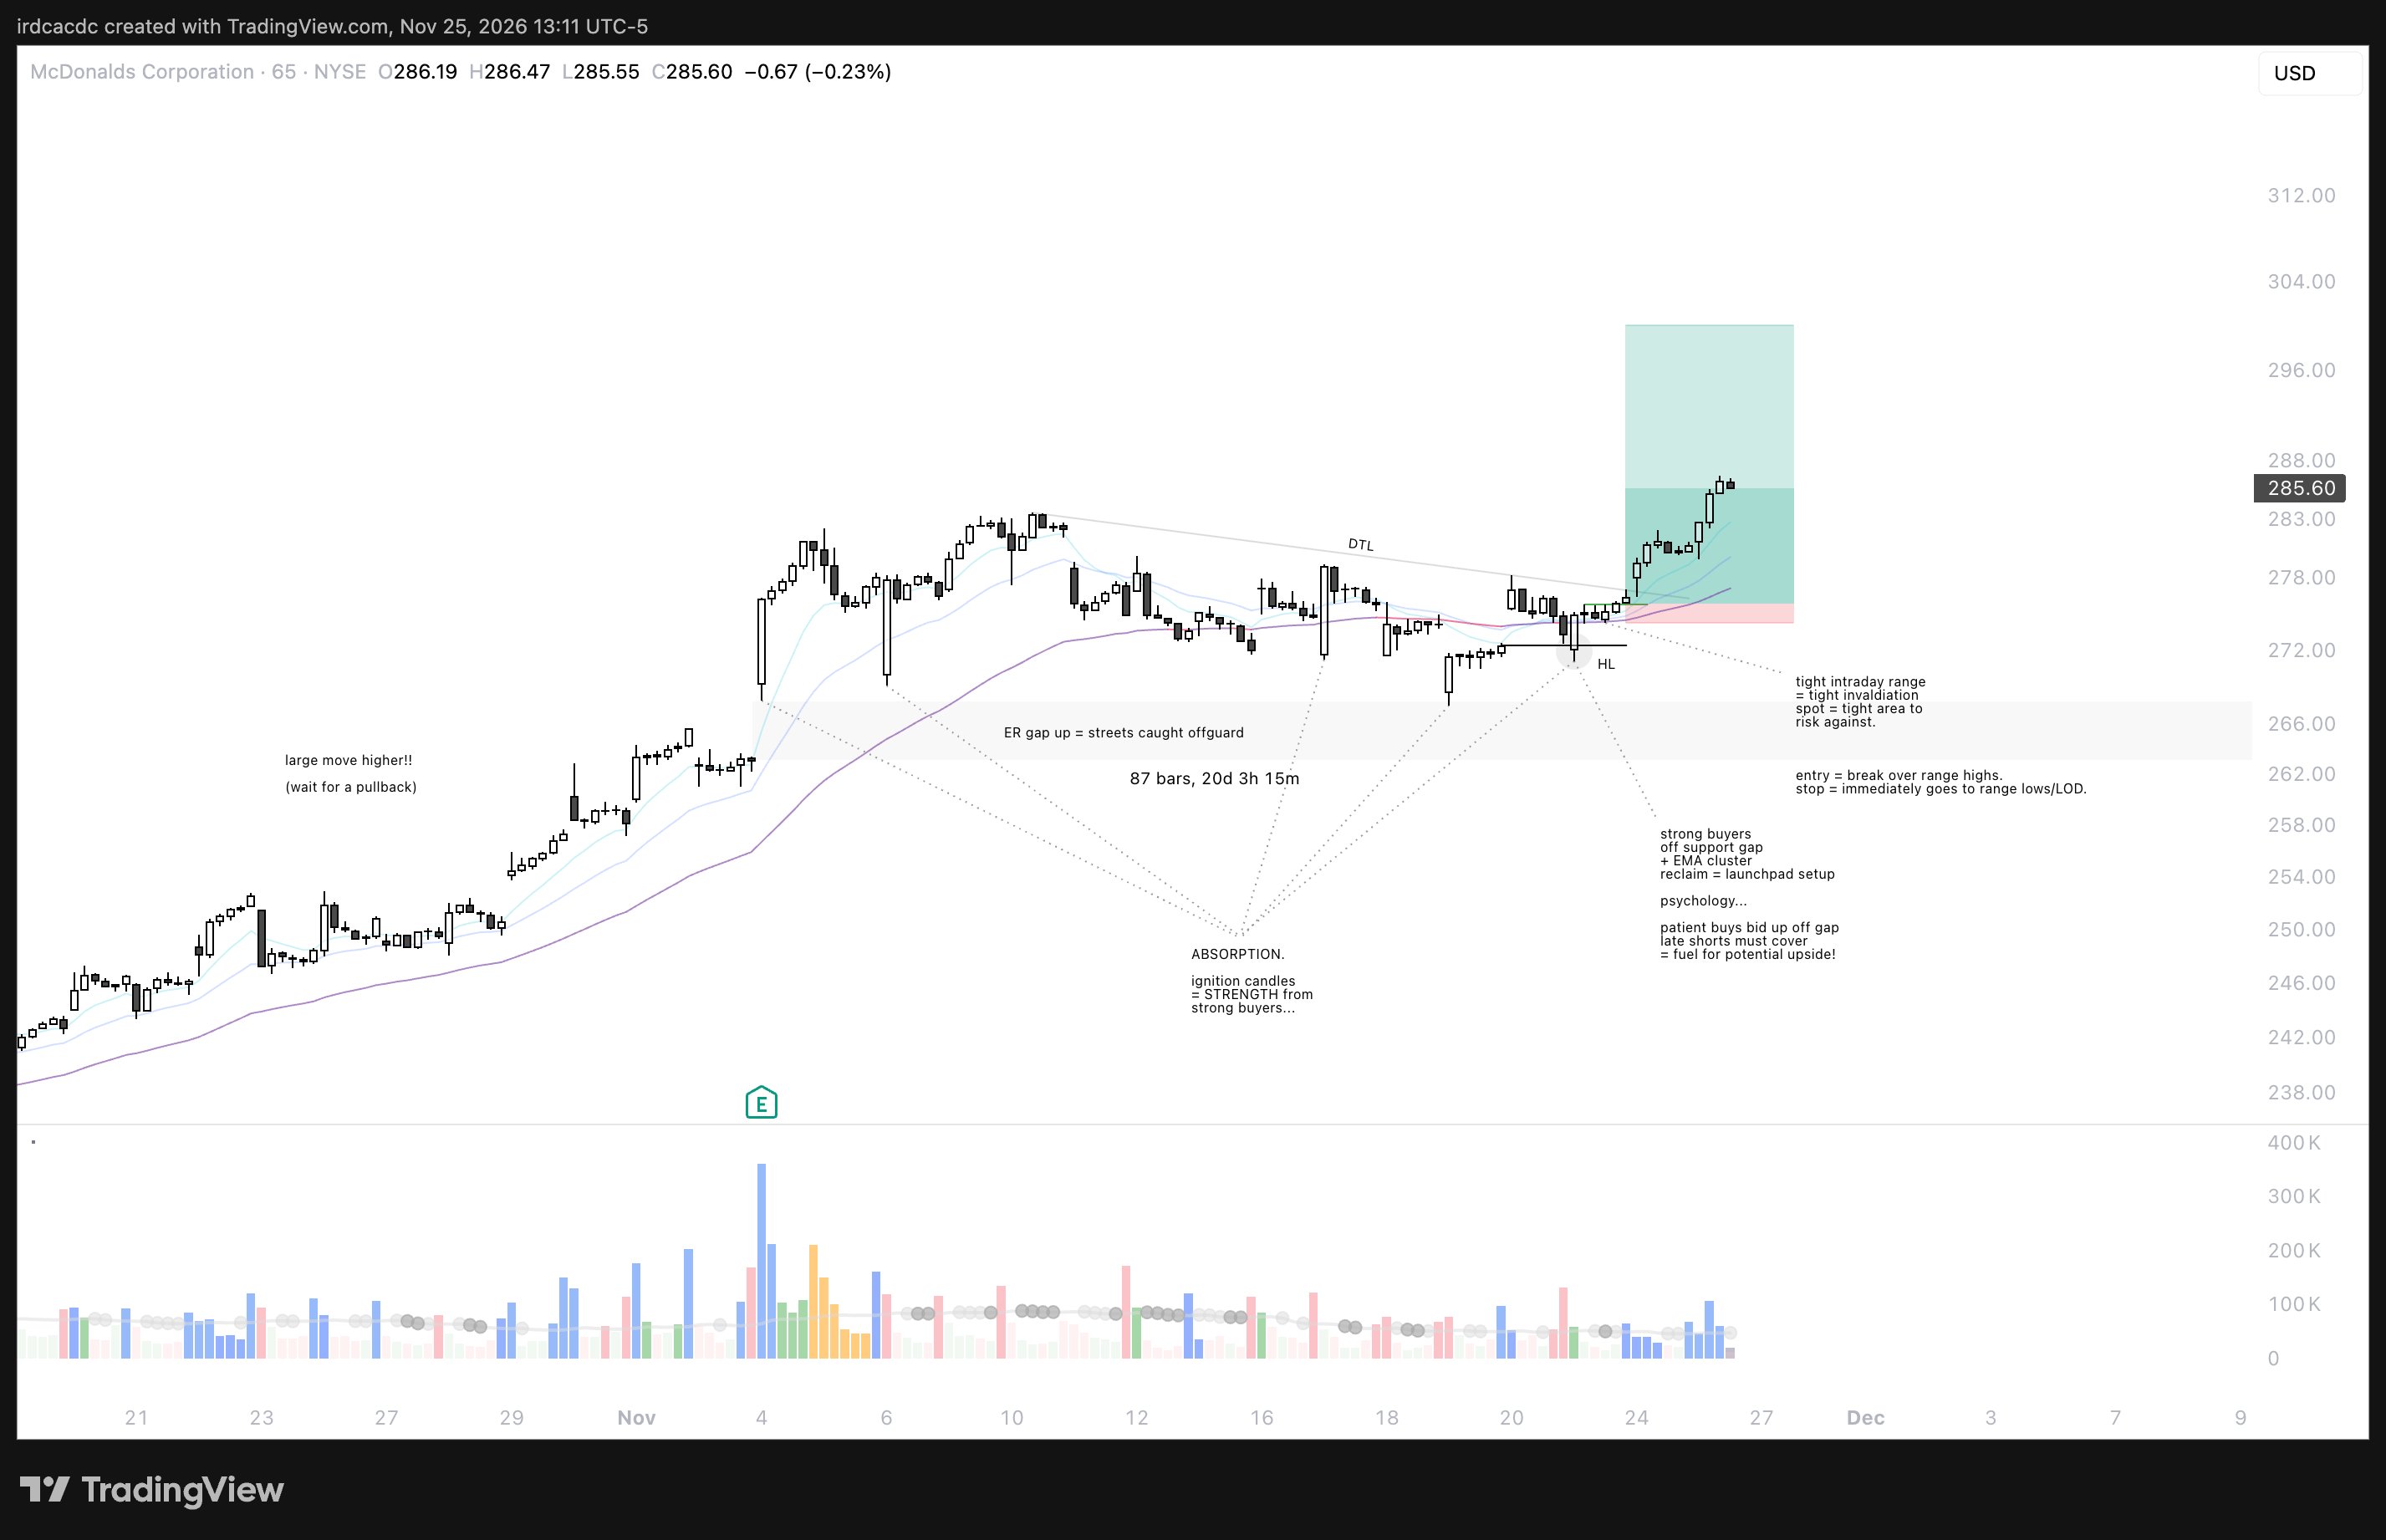 irdcacdc created with TradingView.com, Nov 25, 2026 13:11 UTC-5
McDonalds Corporation · 65 · NYSE O286.19 H286.47 L285.55 C285.60 −0.67 (−0.23%)
USD
312.00
304.00
296.00
288.00
285.60
283.00
278.00
272.00
266.00
262.00
258.00
254.00
250.00
246.00
242.00
238.00
DTL
HL
tight intraday range
= tight invaldiation
spot = tight area to
risk against.
ER gap up = streets caught offguard
large move higher!!
(wait for a pullback)
87 bars, 20d 3h 15m
entry = break over range highs.
stop = immediately goes to range lows/LOD.
strong buyers
off support gap
+ EMA cluster
reclaim = launchpad setup
psychology...
patient buys bid up off gap
late shorts must cover
= fuel for potential upside!
ABSORPTION.
ignition candles
= STRENGTH from
strong buyers...
E
400K
300K
200K
100K
0
21 23 27 29 Nov 4 6 10 12 16 18 20 24 27 Dec 3 7 9
TradingView